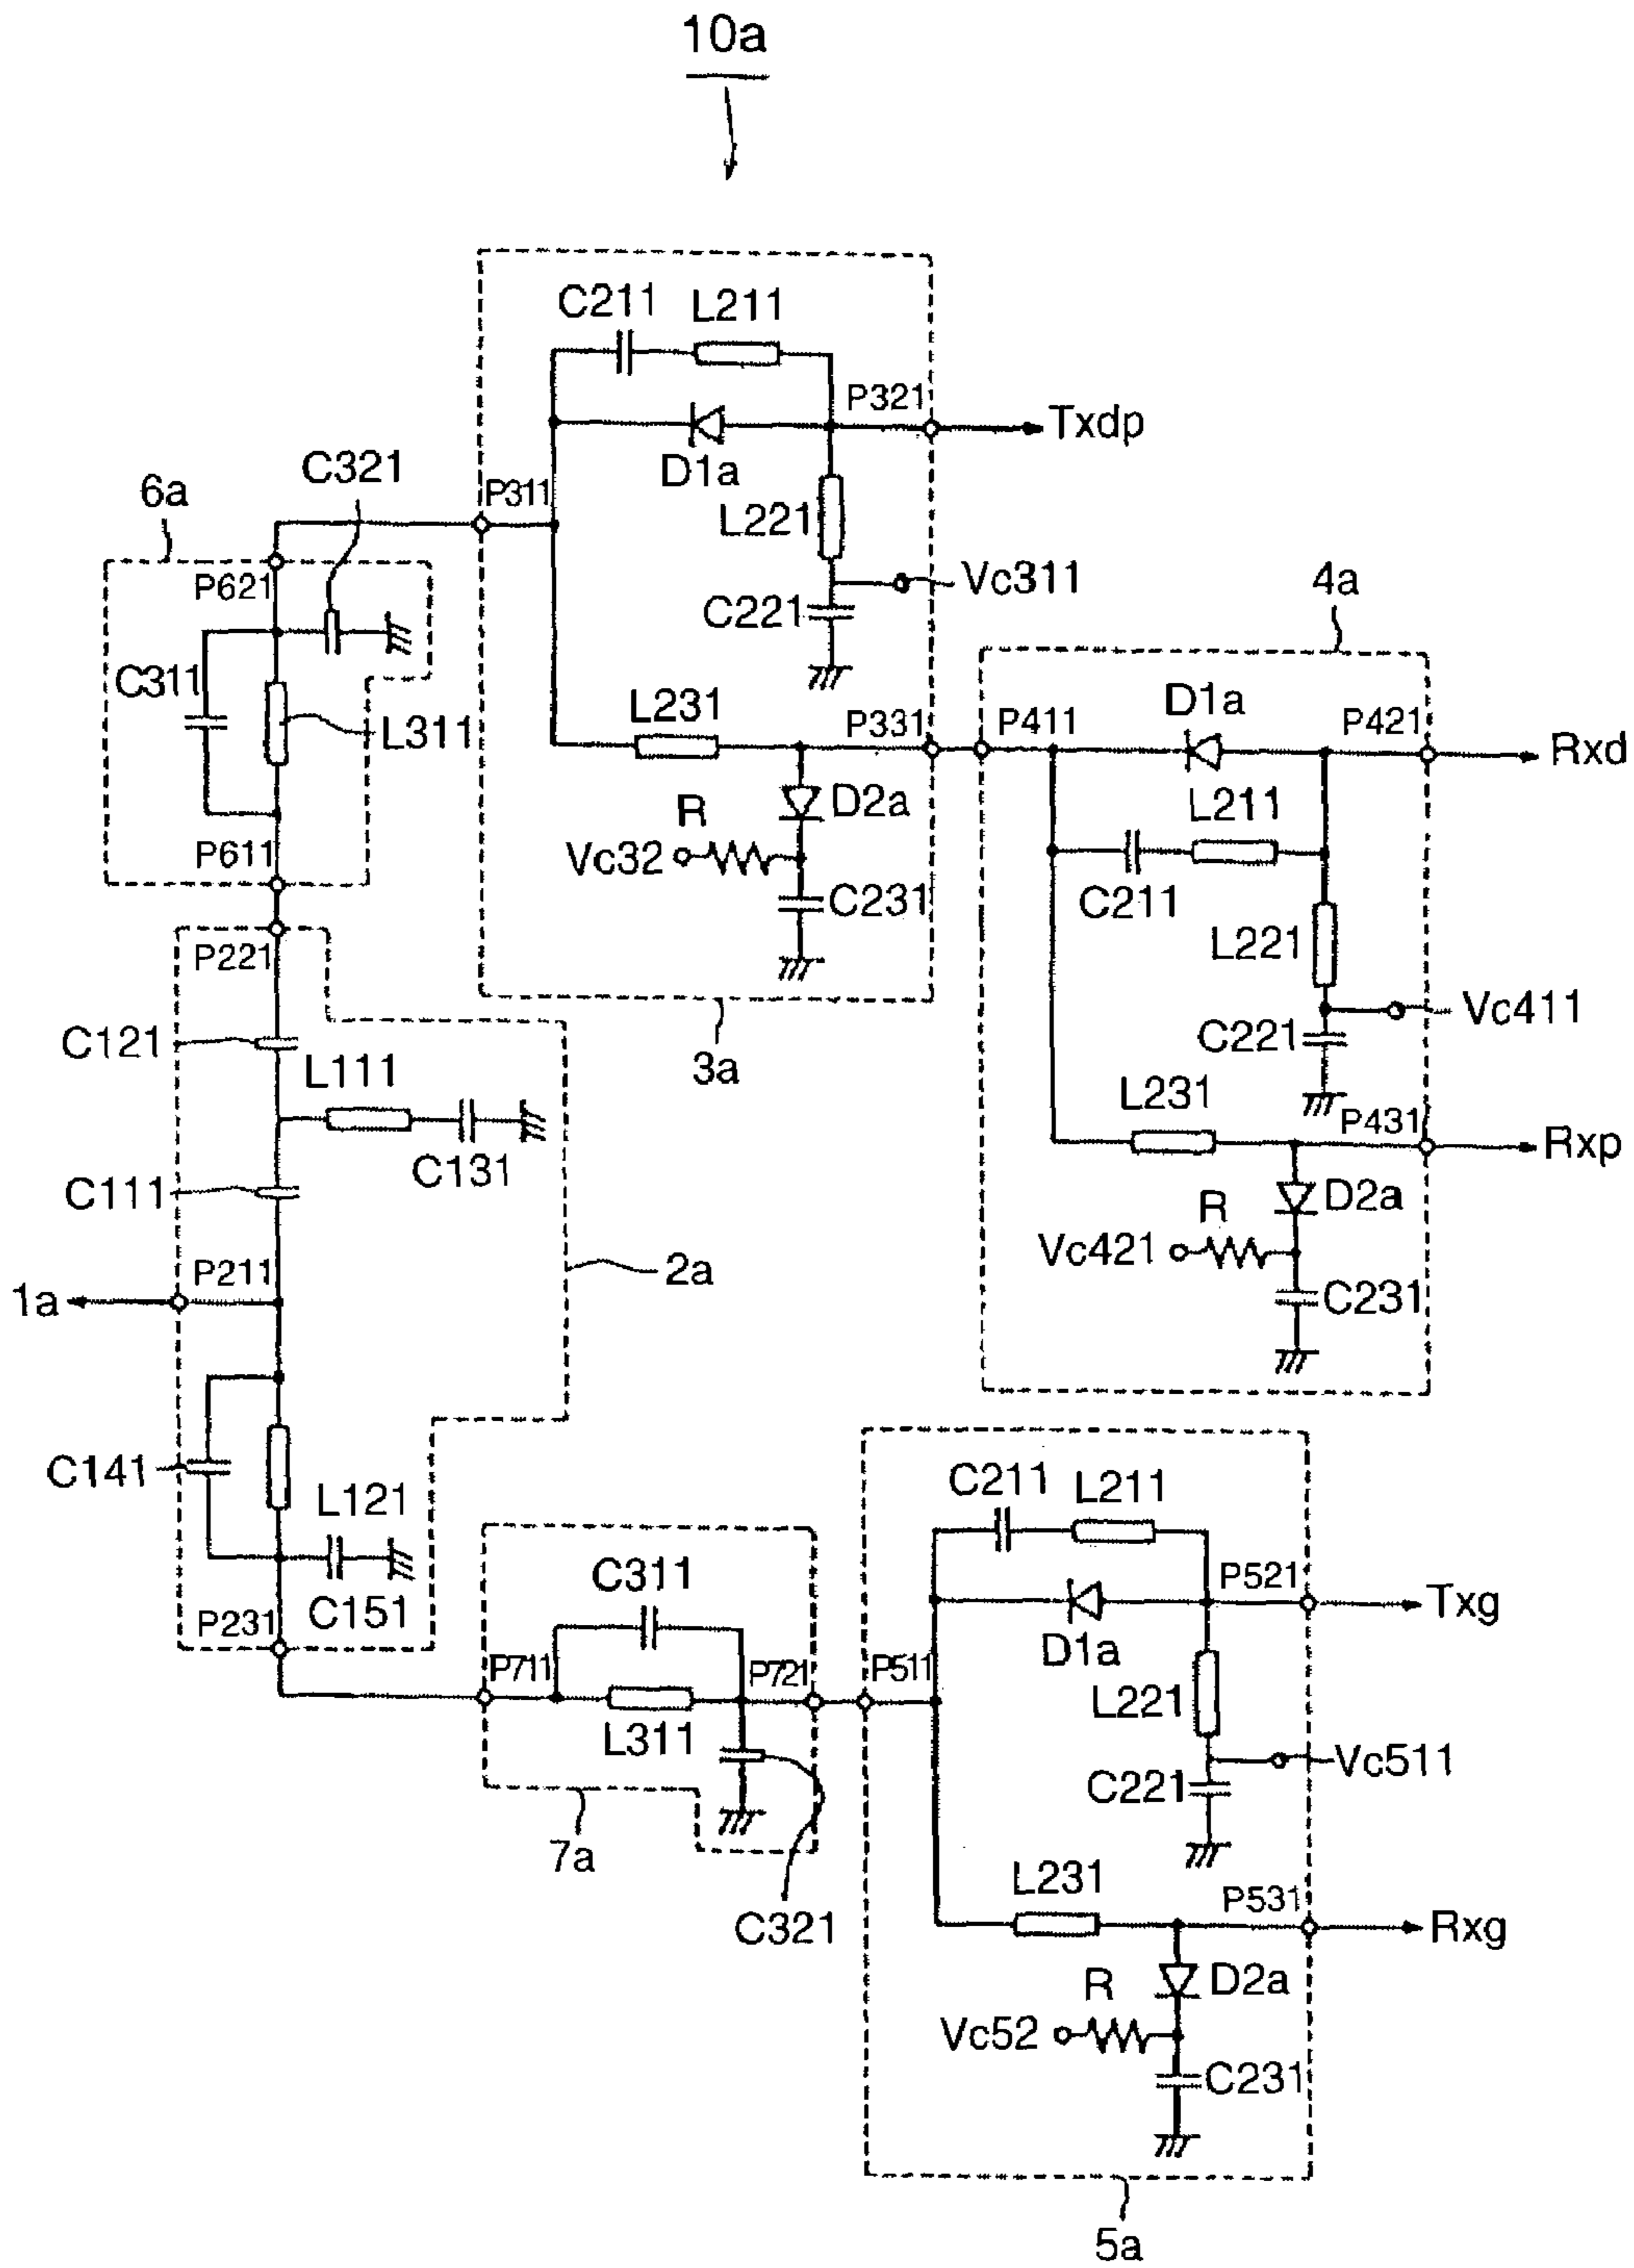 10a
C211 L211
P321
Txdp
D1a
C321
6a
P311
L221
P621
Vc311
C221
4a
C311
L311
L231
P331
P411
D1a
P421
Rxd
R
D2a
L211
Vc32
P611
C231
C211
P221
L221
C121
L111
3a
Vc411
C221
L231
P431
Rxp
C131
C111
R
D2a
Vc421
P211
2a
1a
C231
C141
L121
C211 L211
C311
P521
Txg
C151
P231
D1a
P711
P721
P511
L221
L311
Vc511
C221
7a
L231
P531
C321
Rxg
R
D2a
Vc52
C231
5a